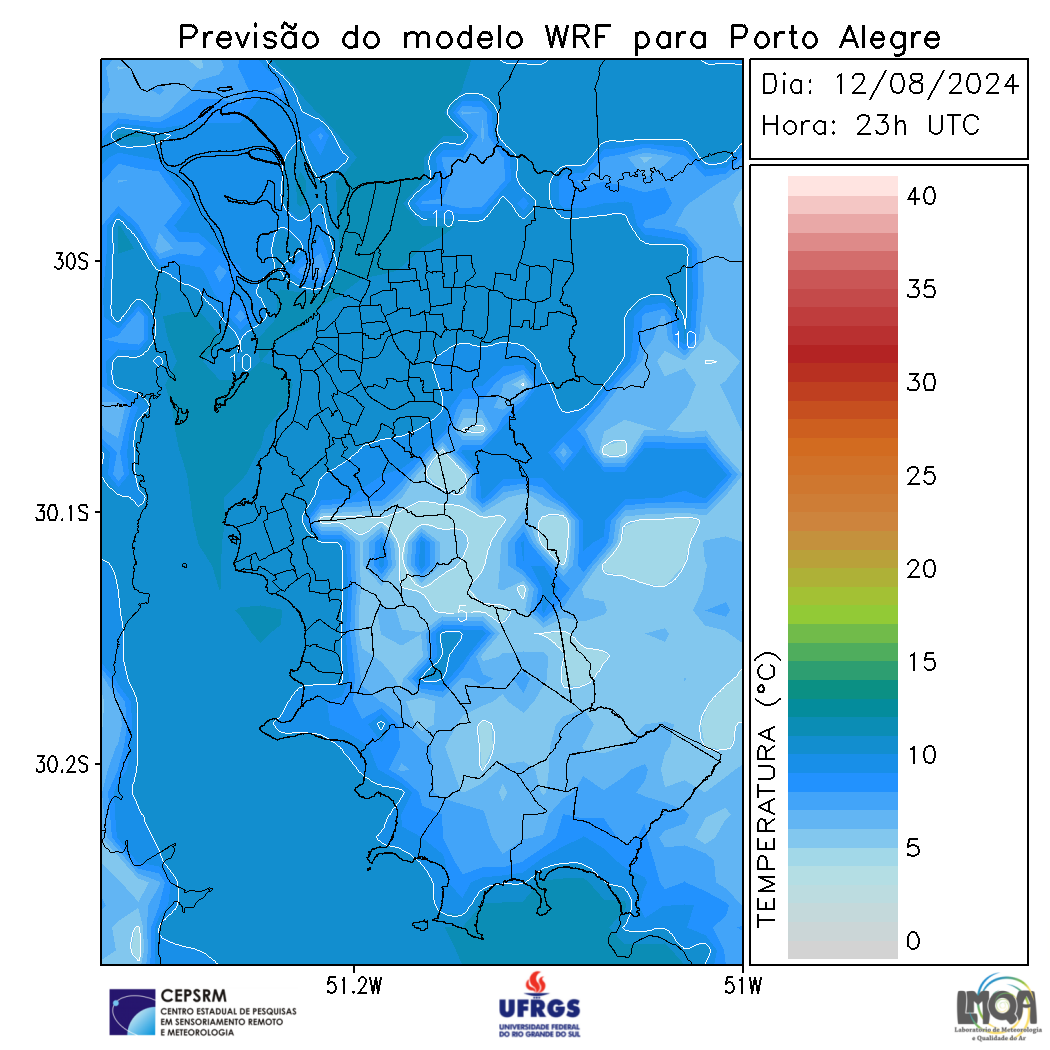 Previsão do modelo WRF para Porto Alegre
Dia: 12/08/2024
Hora: 23h UTC
40
35
30
25
20
15
10
5
0
TEMPERATURA (°C)
30S
30.1S
30.2S
51.2W
51W
10
10
10
5
CEPSRM
CENTRO ESTADUAL DE PESQUISAS
EM SENSORIAMENTO REMOTO
E METEOROLOGIA
UFRGS
UNIVERSIDADE FEDERAL
DO RIO GRANDE DO SUL
LMQA
Laboratório de Meteorologia
e Qualidade do Ar